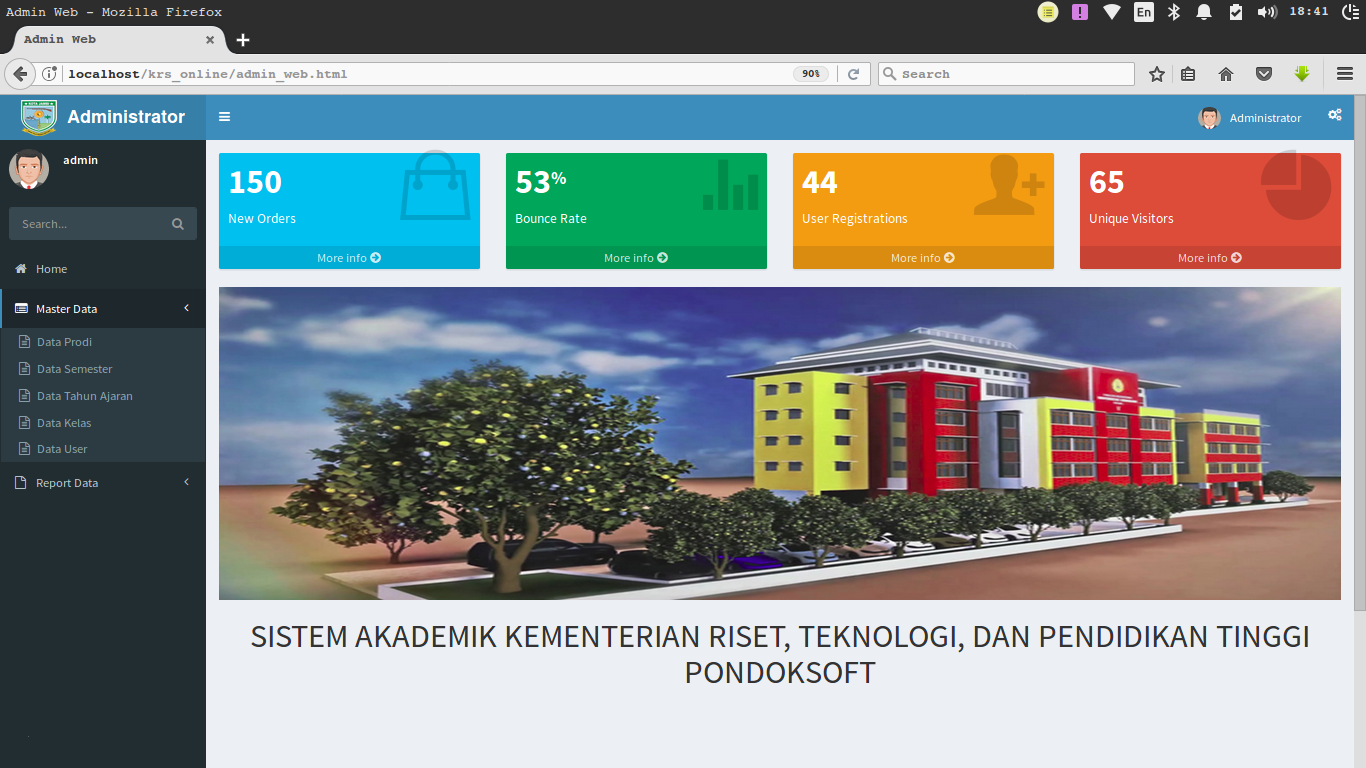 Admin Web - Mozilla Firefox
En
18:41
Admin Web
localhost/krs_online/admin_web.html
90%
Search
Administrator
Administrator
admin
Search...
Home
Master Data
Data Prodi
Data Semester
Data Tahun Ajaran
Data Kelas
Data User
Report Data
150
New Orders
More info
53%
Bounce Rate
More info
44
User Registrations
More info
65
Unique Visitors
More info
SISTEM AKADEMIK KEMENTERIAN RISET, TEKNOLOGI, DAN PENDIDIKAN TINGGI
PONDOKSOFT